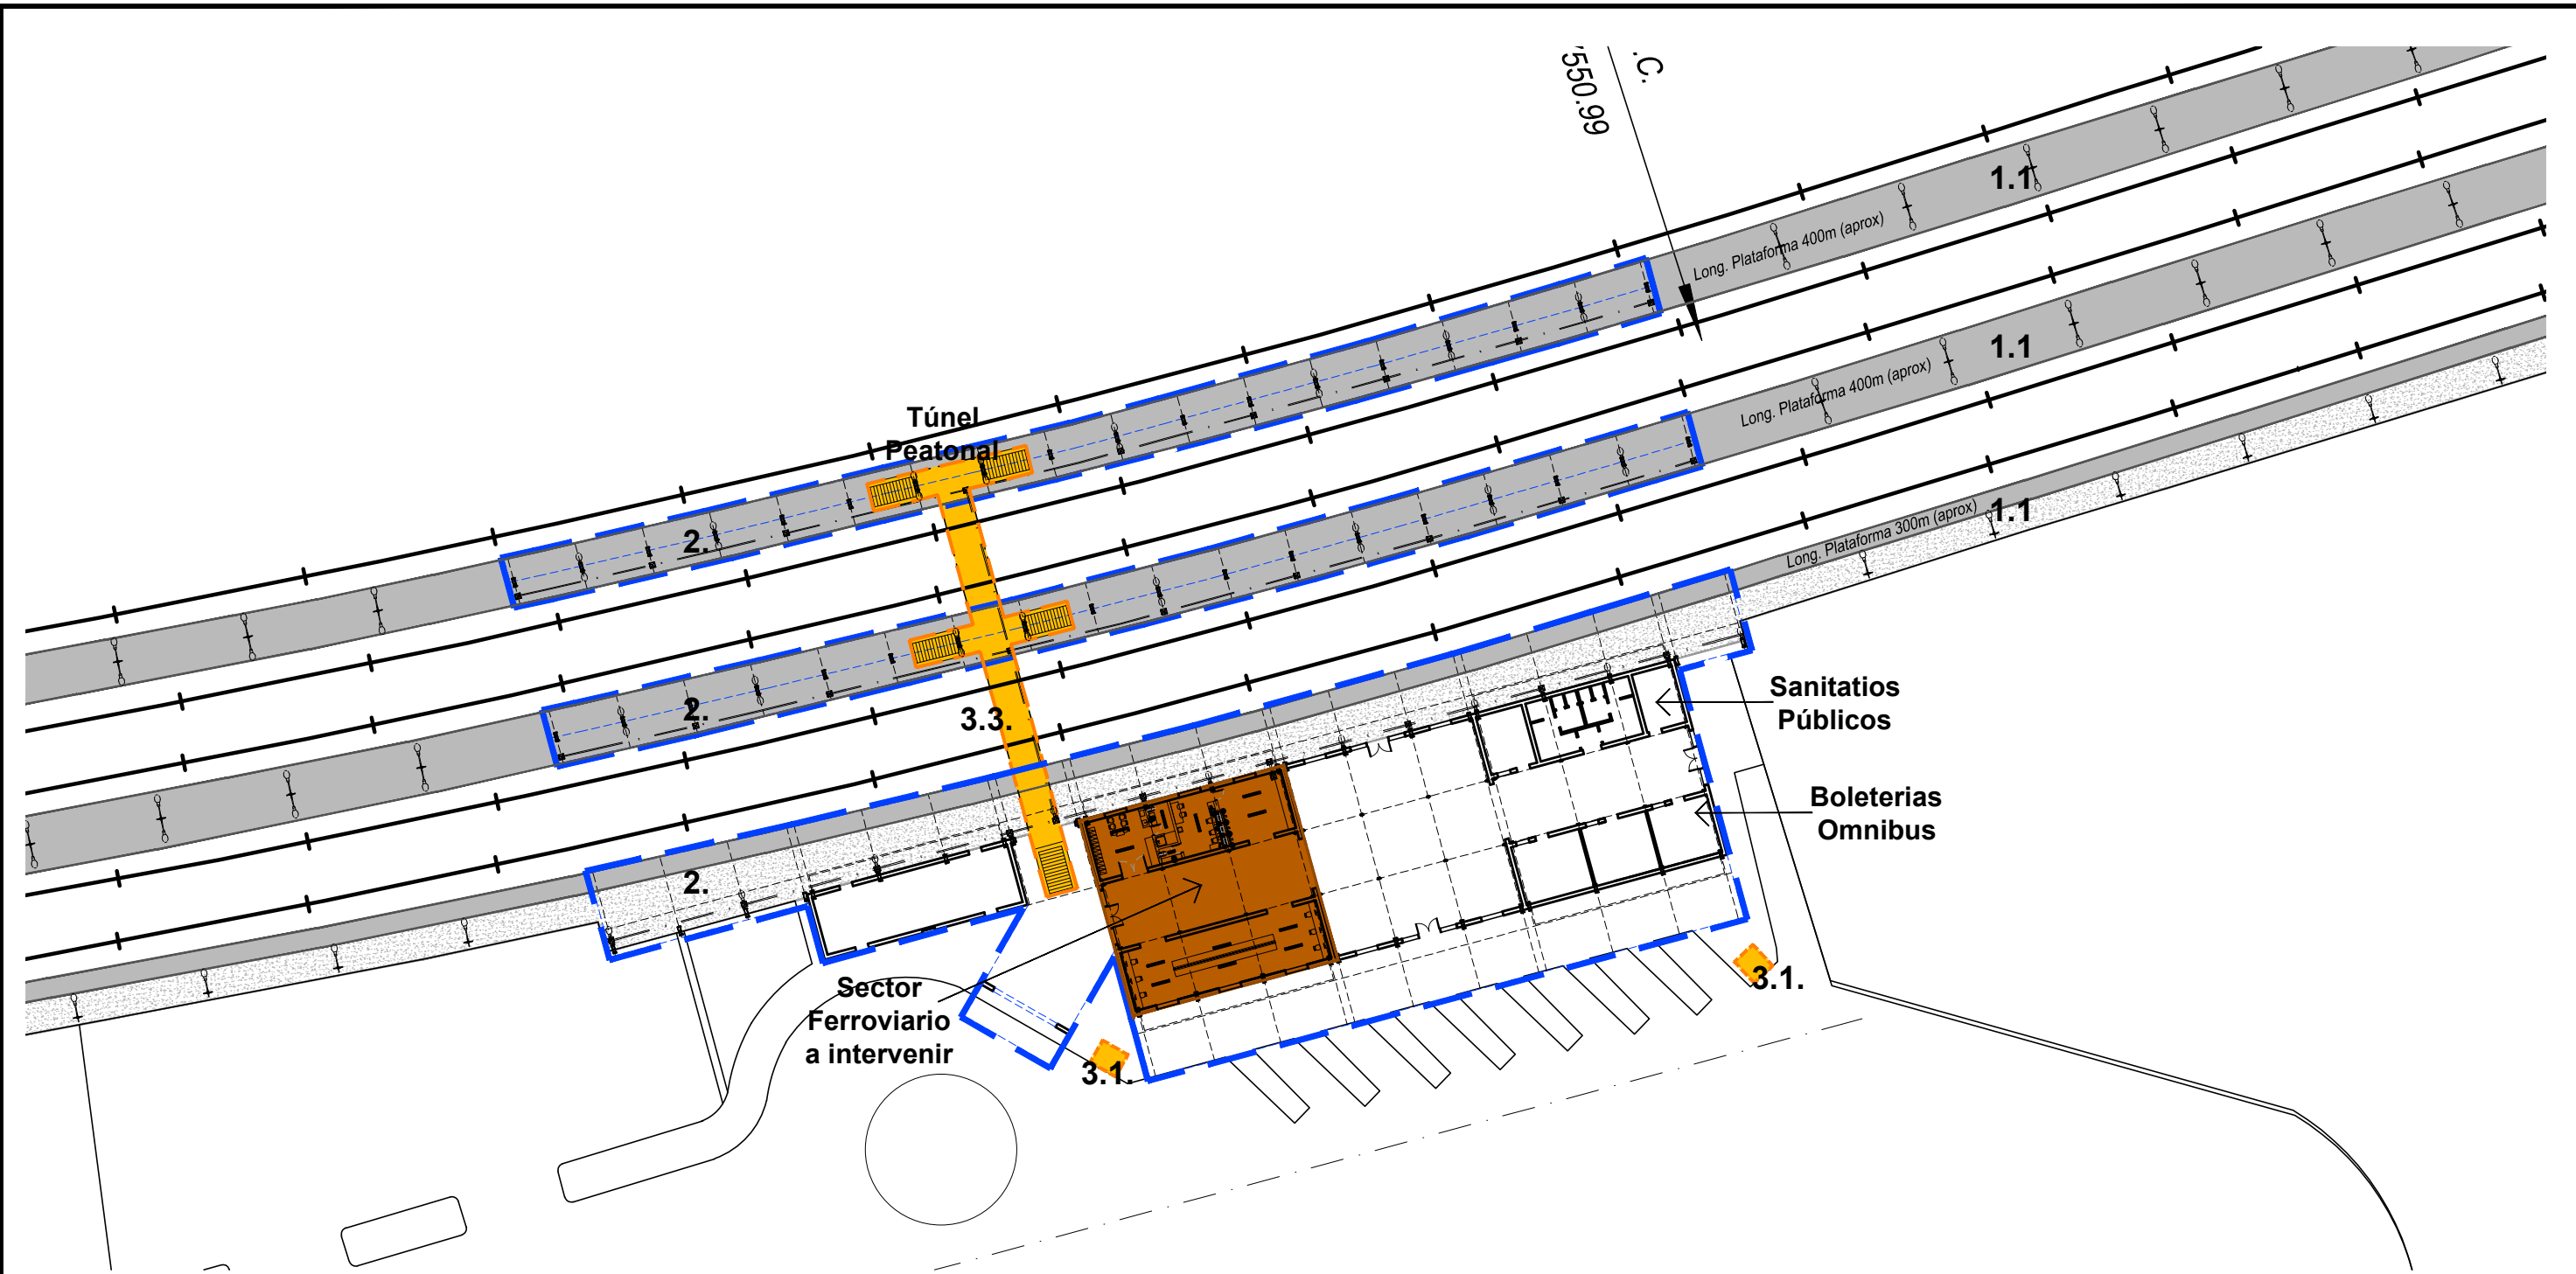 .C.
7550.99
1.1
Long. Plataforma 400m (aprox)
1.1
Long. Plataforma 400m (aprox)
Túnel
Peatonal
1.1
Long. Plataforma 300m (aprox)
2.
2.
3.3.
Sanitatios
Públicos
Boleterias
Omnibus
2.
Sector
Ferroviario
a intervenir
3.1.
3.1.